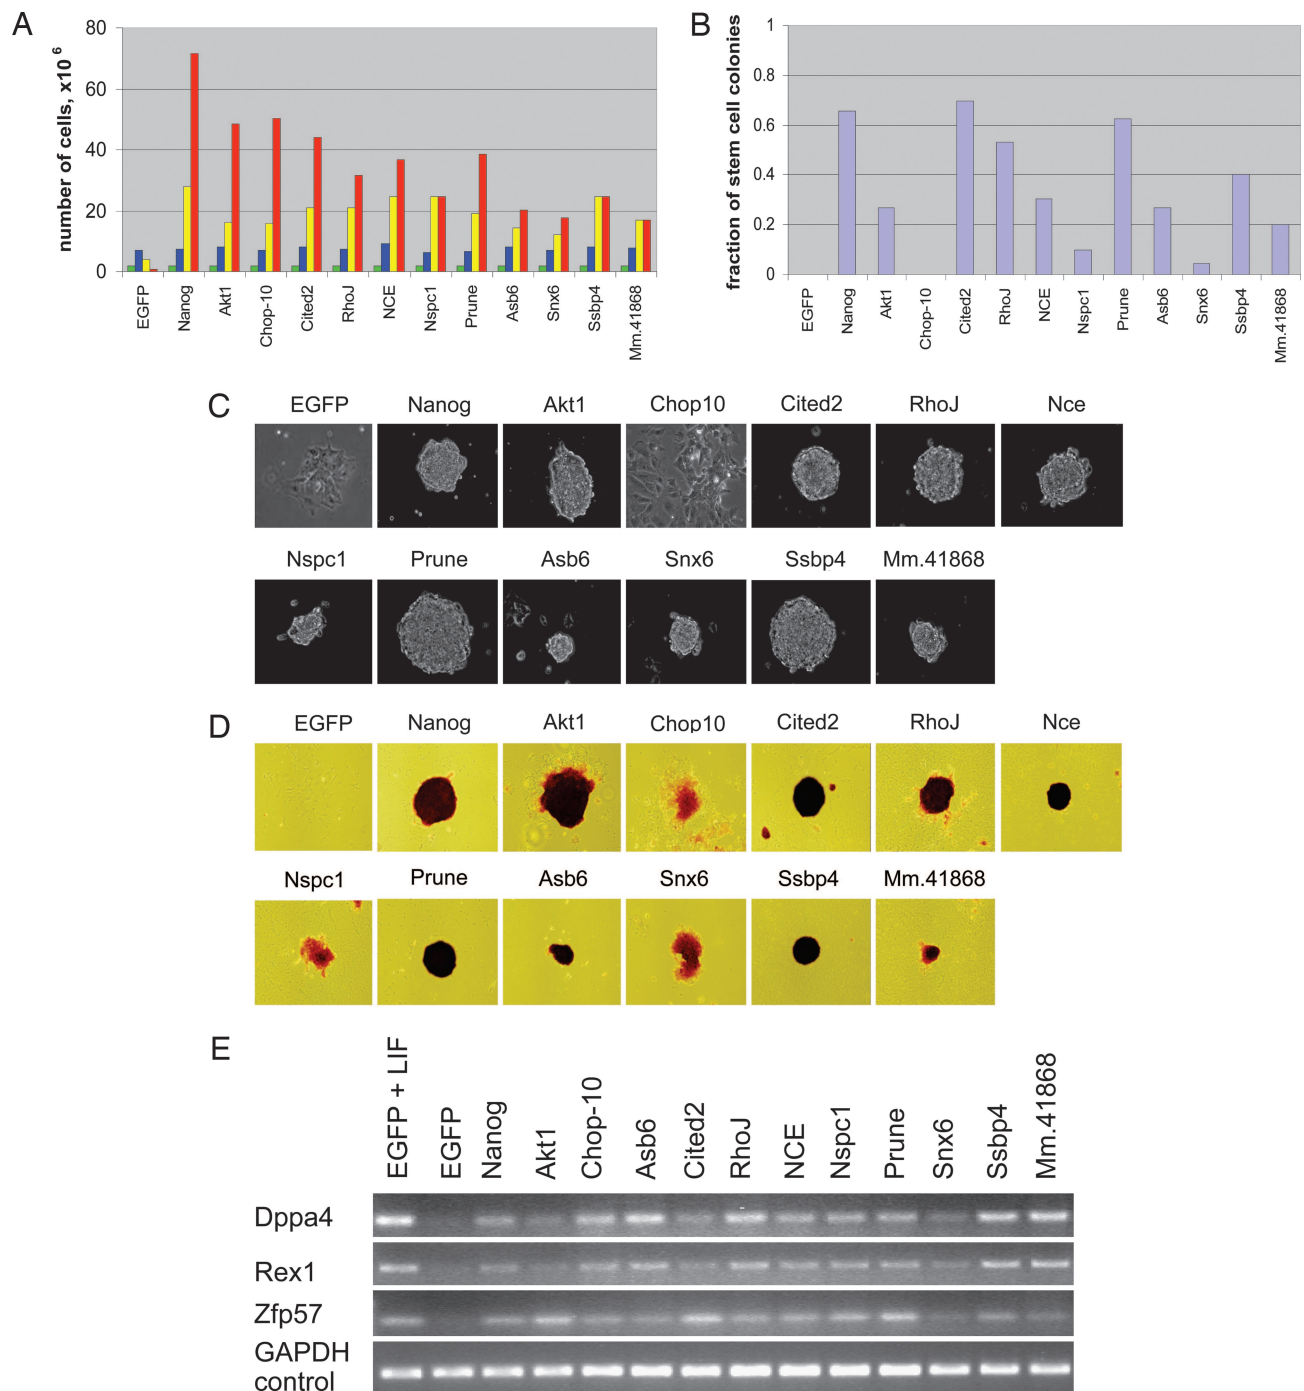 A
number of cells, x10 6
80
60
40
20
0
EGFP
Nanog
Akt1
Chop-10
Cited2
RhoJ
NCE
Nspc1
Prune
Asb6
Snx6
Ssbp4
Mm.41868
B
fraction of stem cell colonies
1
0.8
0.6
0.4
0.2
0
EGFP
Nanog
Akt1
Chop-10
Cited2
RhoJ
NCE
Nspc1
Prune
Asb6
Snx6
Ssbp4
Mm.41868
C
EGFP Nanog Akt1 Chop10 Cited2 RhoJ Nce
Nspc1 Prune Asb6 Snx6 Ssbp4 Mm.41868
D
EGFP Nanog Akt1 Chop10 Cited2 RhoJ Nce
Nspc1 Prune Asb6 Snx6 Ssbp4 Mm.41868
E
EGFP + LIF
EGFP
Nanog
Akt1
Chop-10
Asb6
Cited2
RhoJ
NCE
Nspc1
Prune
Snx6
Ssbp4
Mm.41868
Dppa4
Rex1
Zfp57
GAPDH
control